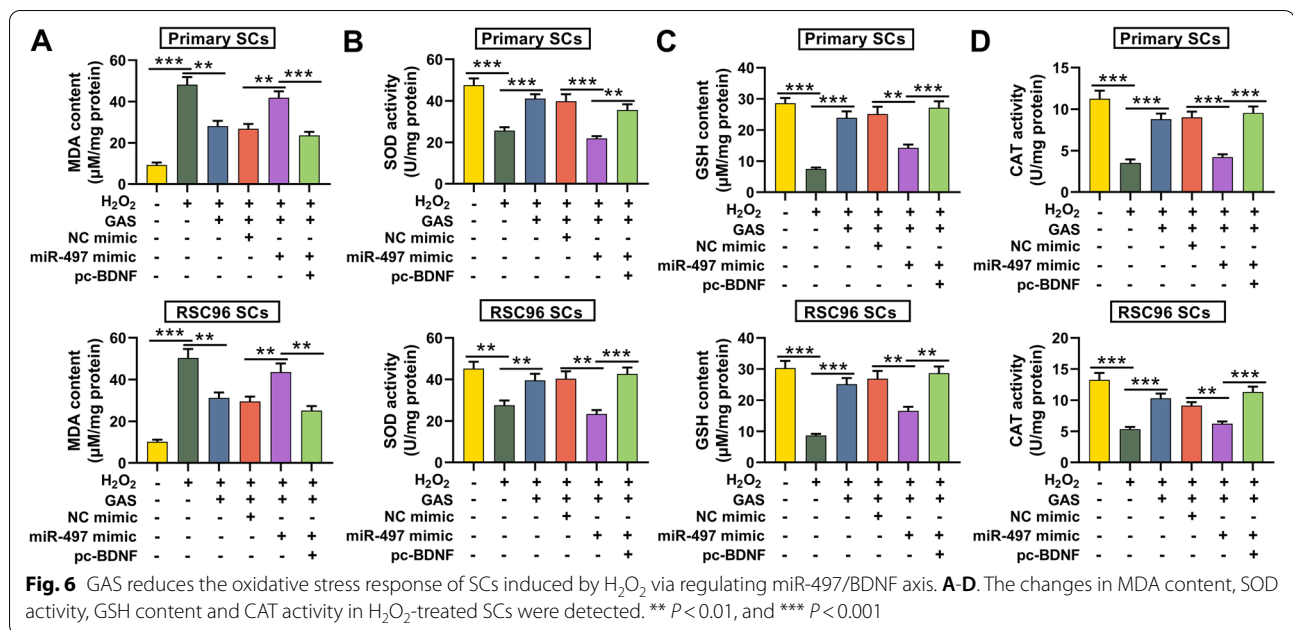 A
Primary SCs
MDA content
(µM/mg protein)
60
40
20
0
*** ** ** ***
H₂O₂ - + + + + +
GAS - - + + + +
NC mimic - - - + - -
miR-497 mimic - - - - + +
pc-BDNF - - - - - +
B
Primary SCs
SOD activity
(U/mg protein)
60
40
20
0
*** *** *** **
H₂O₂ - + + + + +
GAS - - + + + +
NC mimic - - - + - -
miR-497 mimic - - - - + +
pc-BDNF - - - - - +
C
Primary SCs
GSH content
(µM/mg protein)
40
30
20
10
0
*** *** ** ***
H₂O₂ - + + + + +
GAS - - + + + +
NC mimic - - - + - -
miR-497 mimic - - - - + +
pc-BDNF - - - - - +
D
Primary SCs
CAT activity
(U/mg protein)
15
10
5
0
*** *** *** ***
H₂O₂ - + + + + +
GAS - - + + + +
NC mimic - - - + - -
miR-497 mimic - - - - + +
pc-BDNF - - - - - +
RSC96 SCs
MDA content
(µM/mg protein)
60
40
20
0
*** ** ** **
H₂O₂ - + + + + +
GAS - - + + + +
NC mimic - - - + - -
miR-497 mimic - - - - + +
pc-BDNF - - - - - +
RSC96 SCs
SOD activity
(U/mg protein)
60
40
20
0
** ** ** ***
H₂O₂ - + + + + +
GAS - - + + + +
NC mimic - - - + - -
miR-497 mimic - - - - + +
pc-BDNF - - - - - +
RSC96 SCs
GSH content
(µM/mg protein)
40
30
20
10
0
*** *** ** **
H₂O₂ - + + + + +
GAS - - + + + +
NC mimic - - - + - -
miR-497 mimic - - - - + +
pc-BDNF - - - - - +
RSC96 SCs
CAT activity
(U/mg protein)
20
15
10
5
0
*** *** ** ***
H₂O₂ - + + + + +
GAS - - + + + +
NC mimic - - - + - -
miR-497 mimic - - - - + +
pc-BDNF - - - - - +
Fig. 6 GAS reduces the oxidative stress response of SCs induced by H₂O₂ via regulating miR-497/BDNF axis. A-D. The changes in MDA content, SOD
activity, GSH content and CAT activity in H₂O₂-treated SCs were detected. ** P < 0.01, and *** P < 0.001